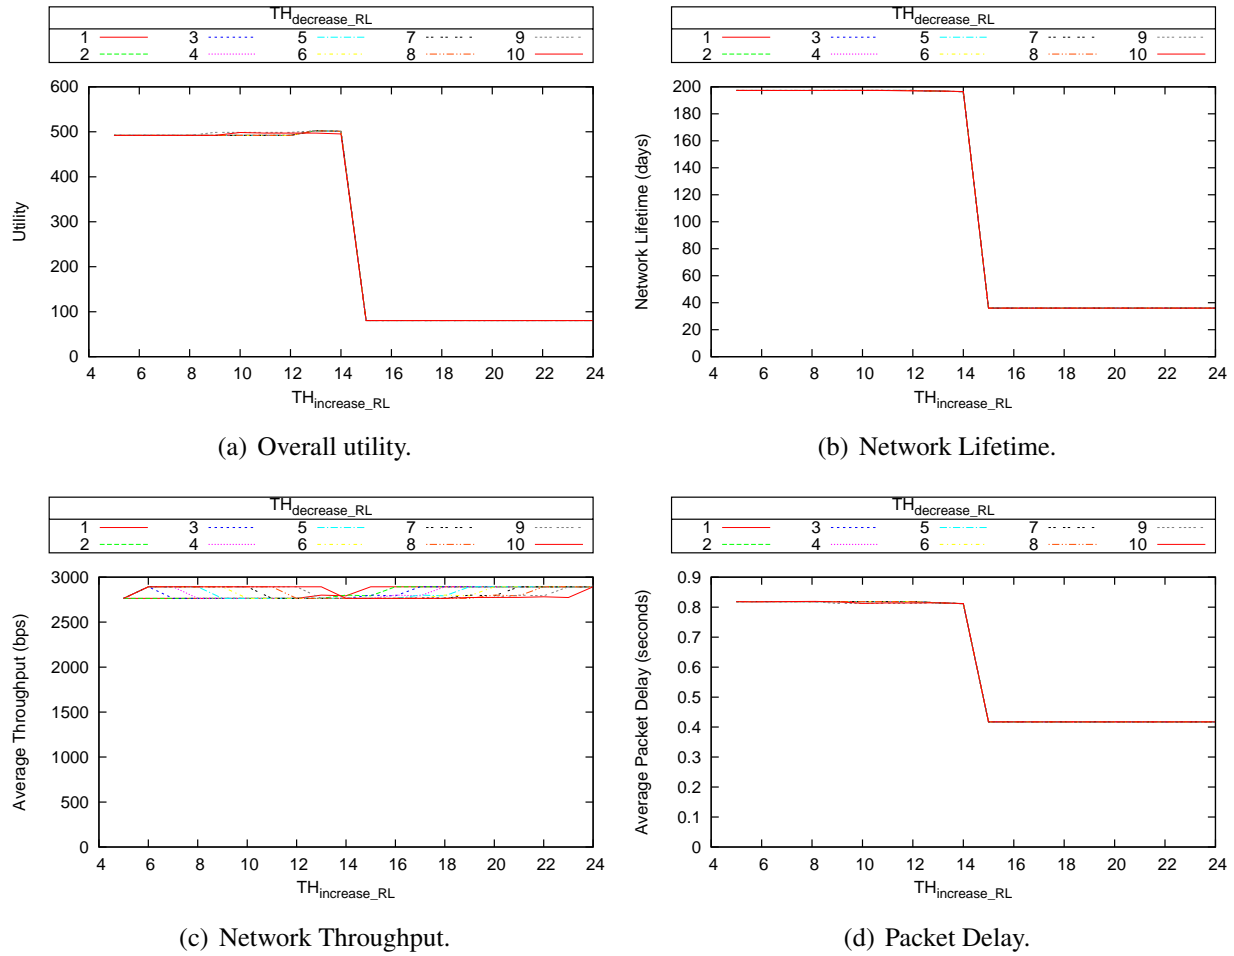 TH_decrease_RL
1 3 5 7 9
2 4 6 8 10
600
500
400
300
200
100
0
Utility
4 6 8 10 12 14 16 18 20 22 24
TH_increase_RL
(a) Overall utility.
TH_decrease_RL
1 3 5 7 9
2 4 6 8 10
200
180
160
140
120
100
80
60
40
20
0
Network Lifetime (days)
4 6 8 10 12 14 16 18 20 22 24
TH_increase_RL
(b) Network Lifetime.
TH_decrease_RL
1 3 5 7 9
2 4 6 8 10
3000
2500
2000
1500
1000
500
0
Average Throughput (bps)
4 6 8 10 12 14 16 18 20 22 24
TH_increase_RL
(c) Network Throughput.
TH_decrease_RL
1 3 5 7 9
2 4 6 8 10
0.9
0.8
0.7
0.6
0.5
0.4
0.3
0.2
0.1
0
Average Packet Delay (seconds)
4 6 8 10 12 14 16 18 20 22 24
TH_increase_RL
(d) Packet Delay.